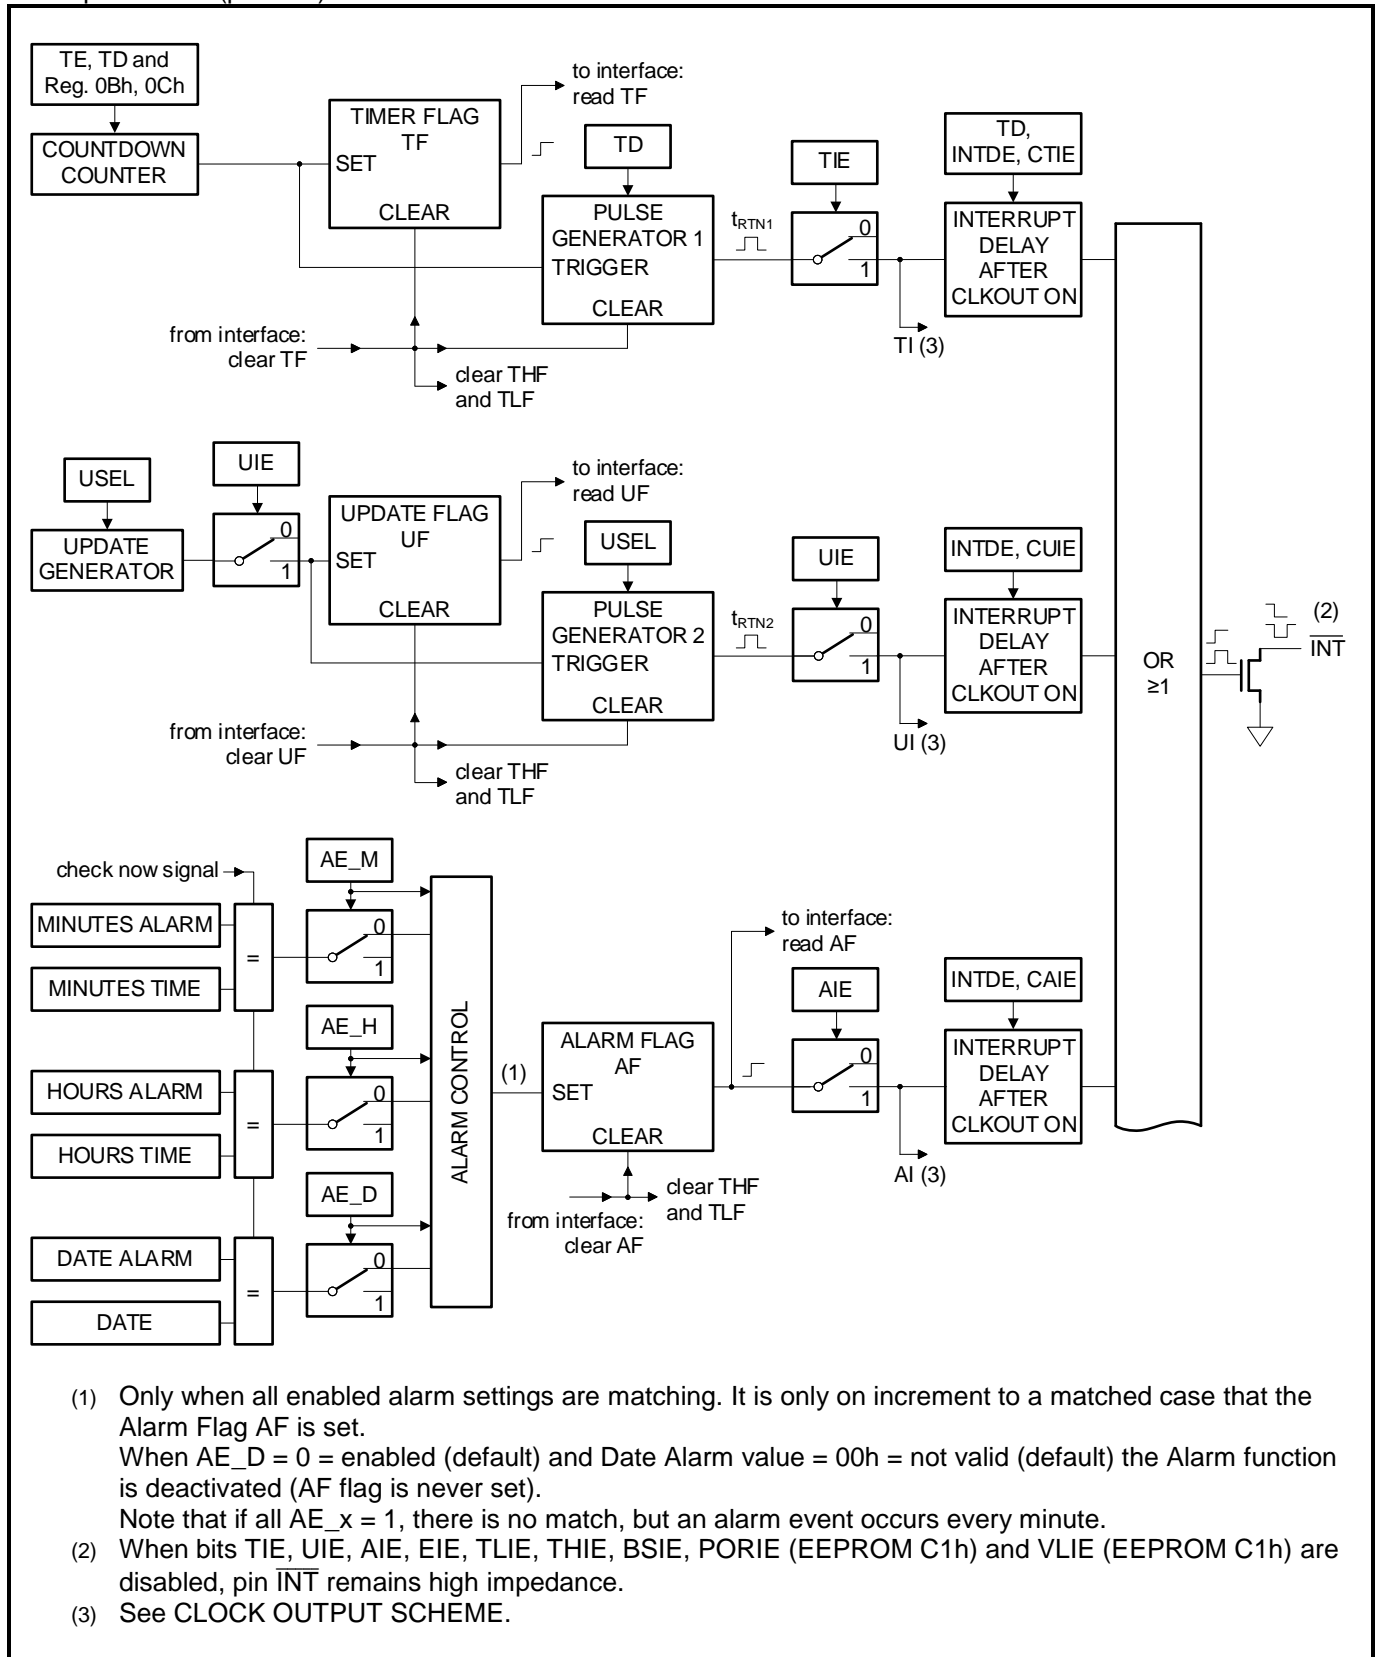 TE, TD and
Reg. 0Bh, 0Ch
COUNTDOWN
COUNTER
TIMER FLAG
TF
SET
CLEAR
to interface:
read TF
TD
PULSE
GENERATOR 1
TRIGGER
CLEAR
tRTN1
TIE
0
1
TD,
INTDE, CTIE
INTERRUPT
DELAY
AFTER
CLKOUT ON
TI (3)
from interface:
clear TF
clear THF
and TLF
USEL
UPDATE
GENERATOR
UIE
0
1
UPDATE FLAG
UF
SET
CLEAR
to interface:
read UF
USEL
PULSE
GENERATOR 2
TRIGGER
CLEAR
tRTN2
UIE
0
1
INTDE, CUIE
INTERRUPT
DELAY
AFTER
CLKOUT ON
UI (3)
from interface:
clear UF
clear THF
and TLF
OR
≥1
(2)
INT
check now signal
MINUTES ALARM
MINUTES TIME
=
AE_M
0
1
HOURS ALARM
HOURS TIME
=
AE_H
0
1
DATE ALARM
DATE
=
AE_D
0
1
ALARM CONTROL
(1)
ALARM FLAG
AF
SET
CLEAR
to interface:
read AF
AIE
0
1
INTDE, CAIE
INTERRUPT
DELAY
AFTER
CLKOUT ON
AI (3)
from interface:
clear AF
clear THF
and TLF
(1) Only when all enabled alarm settings are matching. It is only on increment to a matched case that the
Alarm Flag AF is set.
When AE_D = 0 = enabled (default) and Date Alarm value = 00h = not valid (default) the Alarm function
is deactivated (AF flag is never set).
Note that if all AE_x = 1, there is no match, but an alarm event occurs every minute.
(2) When bits TIE, UIE, AIE, EIE, TLIE, THIE, BSIE, PORIE (EEPROM C1h) and VLIE (EEPROM C1h) are
disabled, pin INT remains high impedance.
(3) See CLOCK OUTPUT SCHEME.